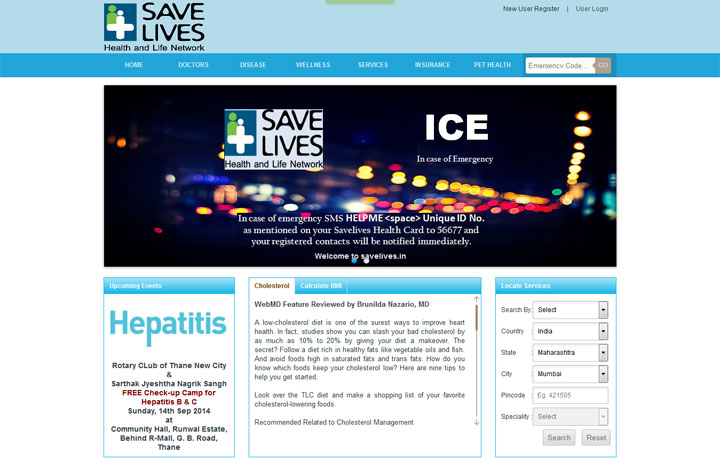 SAVE
LIVES
Health and Life Network
New User Register | User Login
HOME DOCTORS DISEASE WELLNESS SERVICES INSURANCE PET HEALTH Emergency Code... GO
SAVE
LIVES
Health and Life Network
ICE
In case of Emergency
In case of emergency SMS HELPME <space> Unique ID No.
as mentioned on your Savelives Health Card to 56677 and
your registered contacts will be notified immediately.
Welcome to savelives.in
Upcoming Events
Hepatitis
Rotary CLub of Thane New City
&
Sarthak Jyeshtha Nagrik Sangh
FREE Check-up Camp for
Hepatitis B & C
Sunday, 14th Sep 2014
at
Community Hall, Runwal Estate,
Behind R-Mall, G. B. Road,
Thane
Cholesterol Calculate BMI
WebMD Feature Reviewed by Brunilda Nazario, MD
A low-cholesterol diet is one of the surest ways to improve heart
health. In fact, studies show you can slash your bad cholesterol by
as much as 10% to 20% by giving your diet a makeover. The
secret? Follow a diet rich in healthy fats like vegetable oils and fish.
And avoid foods high in saturated fats and trans fats. How do you
know which foods keep your cholesterol low? Here are nine tips to
help you get started.
Look over the TLC diet and make a shopping list of your favorite
cholesterol-lowering foods.
Recommended Related to Cholesterol Management
Locate Services
Search By: Select
Country : India
State : Maharashtra
City : Mumbai
Pincode : Eg. 421505
Speciality : Select
Search Reset